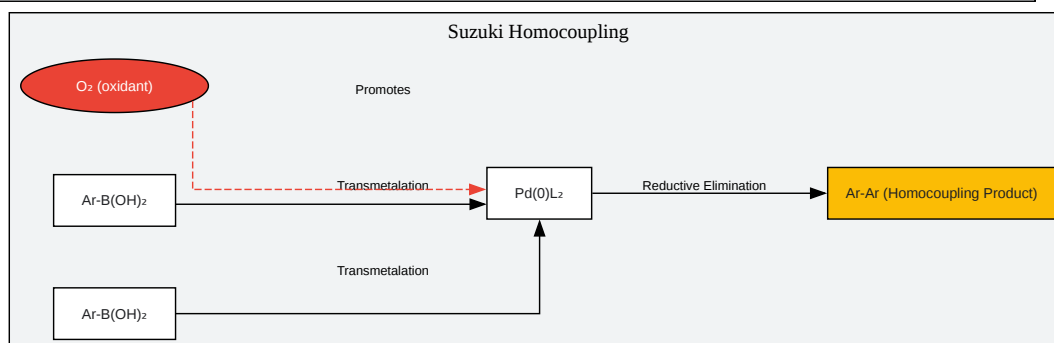 Suzuki Homocoupling
O₂ (oxidant)
Promotes
Transmetalation
Ar-B(OH)₂
Pd(0)L₂
Reductive Elimination
Ar-Ar (Homocoupling Product)
Transmetalation
Ar-B(OH)₂